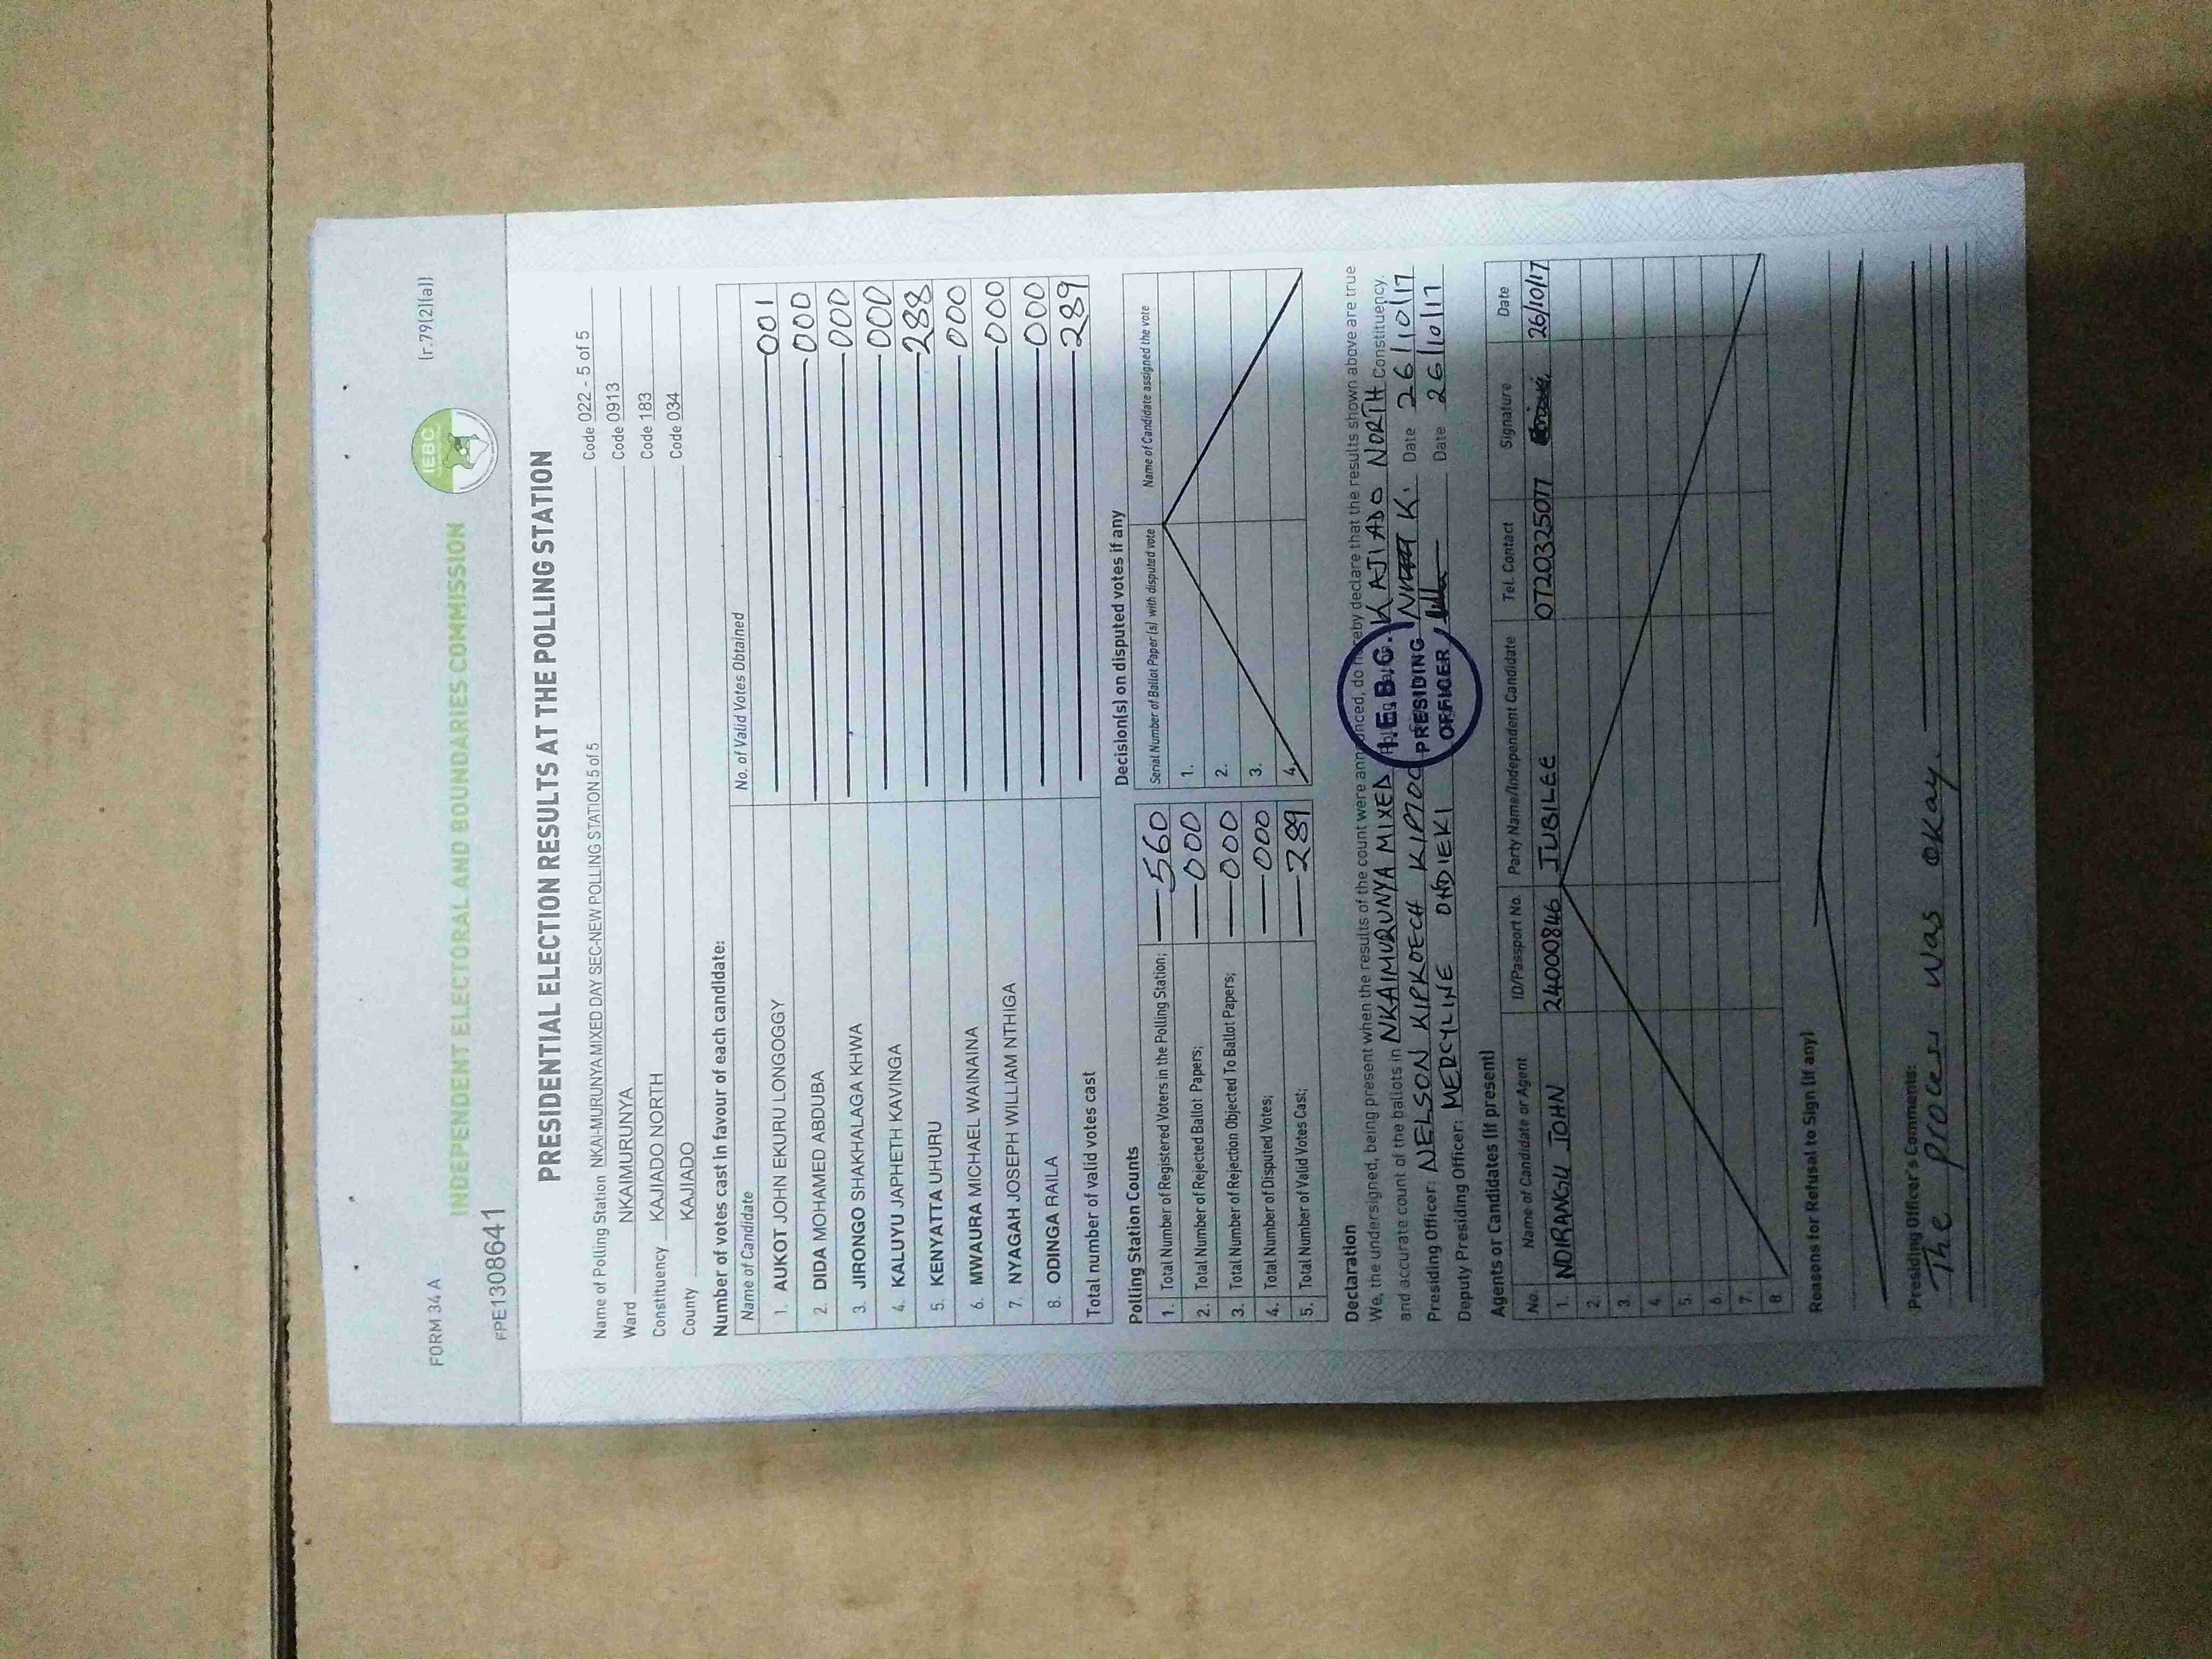 FORM 34 A
(r.79(2)(a))
INDEPENDENT ELECTORAL AND BOUNDARIES COMMISSION
IEBC
FPE1308641
PRESIDENTIAL ELECTION RESULTS AT THE POLLING STATION
Name of Polling Station NKAI-MURUNYA MIXED DAY SEC-NEW POLLING STATION 5 of 5 Code 022 - 5 of 5
Ward NKAIMURUNYA Code 0913
Constituency KAJIADO NORTH Code 183
County KAJIADO Code 034
Number of votes cast in favour of each candidate:
Name of Candidate No. of Valid Votes Obtained
1. AUKOT JOHN EKURU LONGOGGY 001
2. DIDA MOHAMED ABDUBA 000
3. JIRONGO SHAKHALAGA KHWA 000
4. KALUYU JAPHETH KAVINGA 000
5. KENYATTA UHURU 288
6. MWAURA MICHAEL WAINAINA 000
7. NYAGAH JOSEPH WILLIAM NTHIGA 000
8. ODINGA RAILA 000
Total number of valid votes cast 289
Polling Station Counts
1. Total Number of Registered Voters in the Polling Station; 560
2. Total Number of Rejected Ballot Papers; 000
3. Total Number of Rejection Objected To Ballot Papers; 000
4. Total Number of Disputed Votes; 000
5. Total Number of Valid Votes Cast; 289
Decision(s) on disputed votes if any
Serial Number of Ballot Paper(s) with disputed vote Name of Candidate assigned the vote
1.
2.
3.
4.
Declaration
We, the undersigned, being present when the results of the count were announced, do hereby declare that the results shown above are true
and accurate count of the ballots in NKAIMURUNYA MIXED KAJIADO NORTH Constituency.
Presiding Officer: NELSON KIPKOECH KIPTOO K. Date 26/10/17
Deputy Presiding Officer: MERCYLINE ONDIEKI Date 26/10/17
I.E.B.C.
PRESIDING
OFFICER
Agents or Candidates (if present)
No. Name of Candidate or Agent ID/Passport No. Party Name/Independent Candidate Tel. Contact Signature Date
1. NDIRANGU JOHN 24000846 JUBILEE 0720325077 26/10/17
2.
3.
4.
5.
6.
7.
8.
Reasons for Refusal to Sign (if any)
Presiding Officer's Comments:
The process was okay.